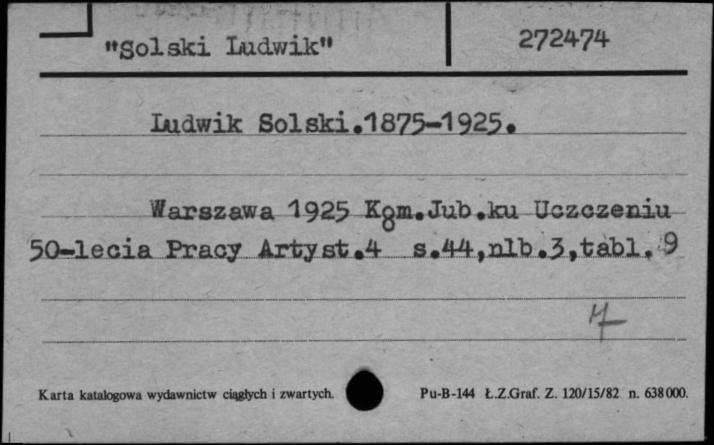 "Solski Ludwik"
272474
Ludwik Solski.1875-1925.
Warszawa 1925 Kom.Jub.ku Uczczeniu
50-lecia Pracy Artyst.4 s.44,nlb.3,tabl.9
Karta katalogowa wydawnictw ciągłych i zwartych.
Pu-B-144 Ł.Z.Graf. Z. 120/15/82 n. 638000.